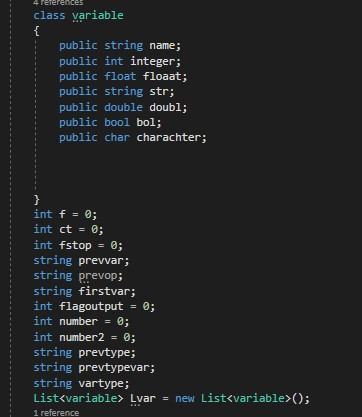 4 references
class variable
{
public string name;
public int integer;
public float floaat;
public string str;
public double doubl;
public bool bol;
public char charachter;
}
int f = 0;
int ct = 0;
int fstop = 0;
string prevvar;
string prevop;
string firstvar;
int flagoutput = 0;
int number = 0;
int number2 = 0;
string prevtype;
string prevtypevar;
string vartype;
List<variable> Lvar = new List<variable>();
1 reference